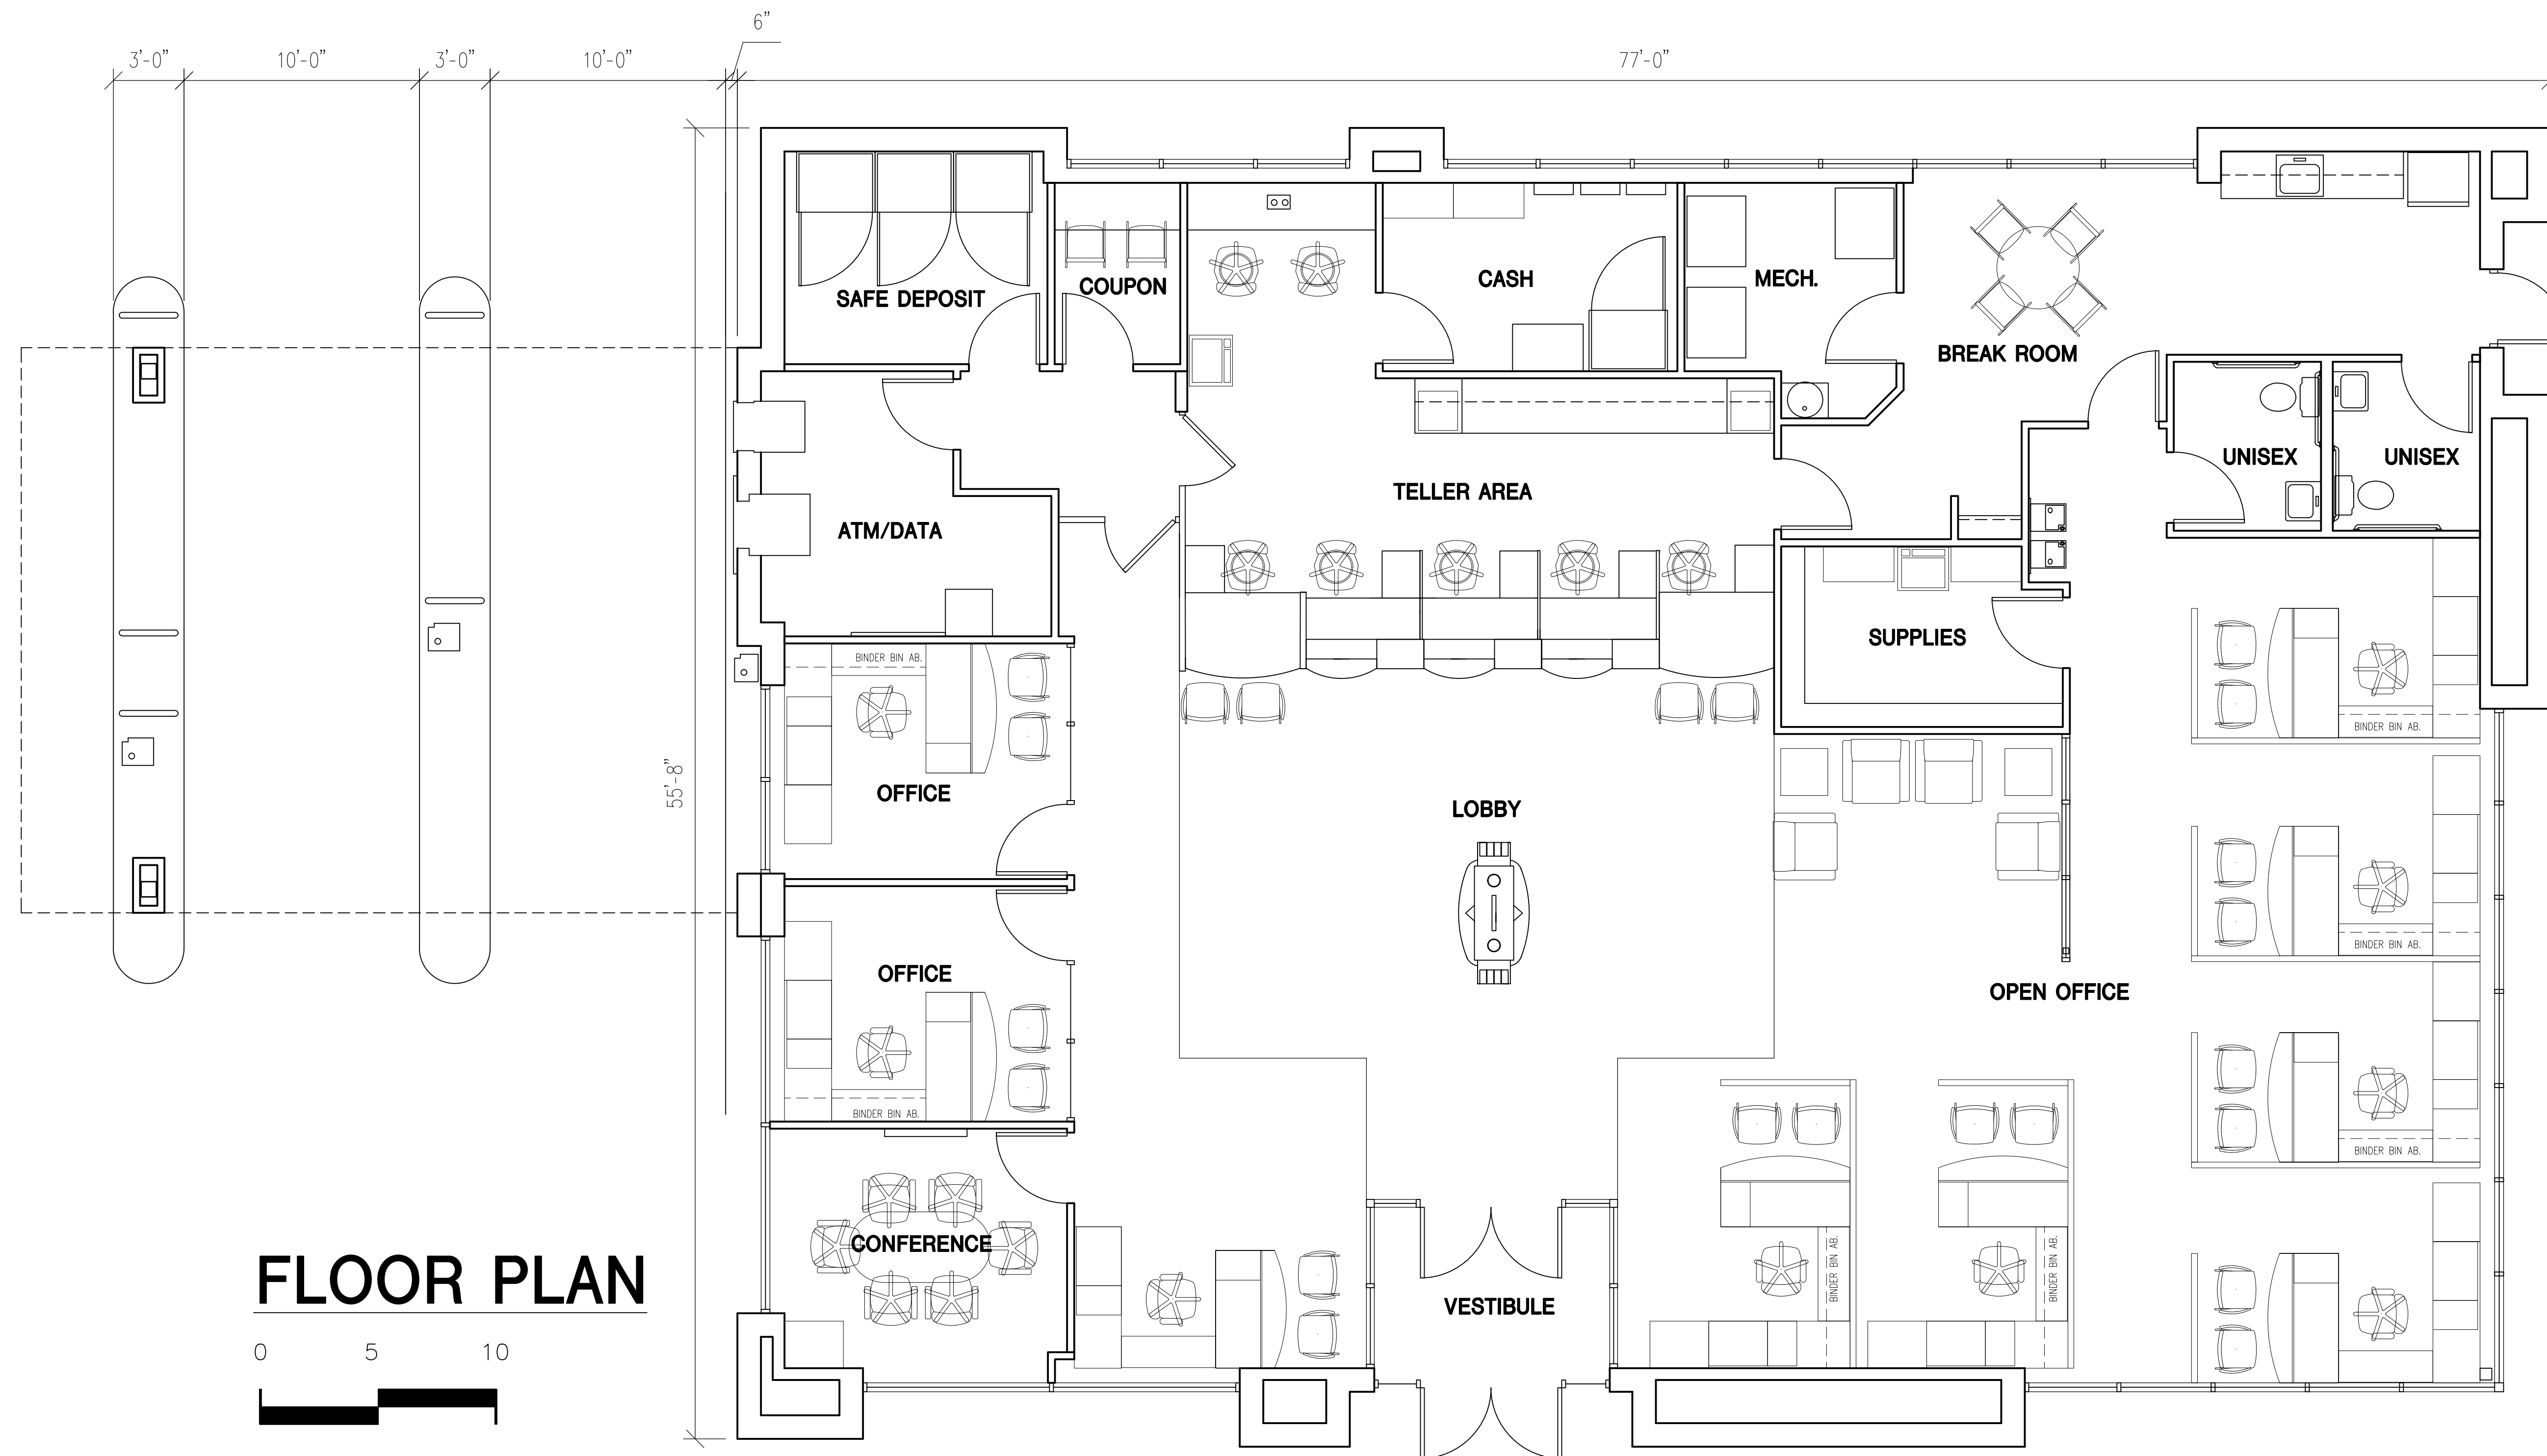 6”
3'-0”
10'-0”
3'-0”
10'-0”
77'-0”
SAFE DEPOSIT
COUPON
CASH
MECH.
BREAK ROOM
UNISEX
UNISEX
TELLER AREA
ATM/DATA
SUPPLIES
BINDER BIN AB.
BINDER BIN AB.
55'-8”
OFFICE
LOBBY
BINDER BIN AB.
OFFICE
OPEN OFFICE
BINDER BIN AB.
BINDER BIN AB.
CONFERENCE
BINDER BIN AB.
BINDER BIN AB.
VESTIBULE
FLOOR PLAN
0 5 10